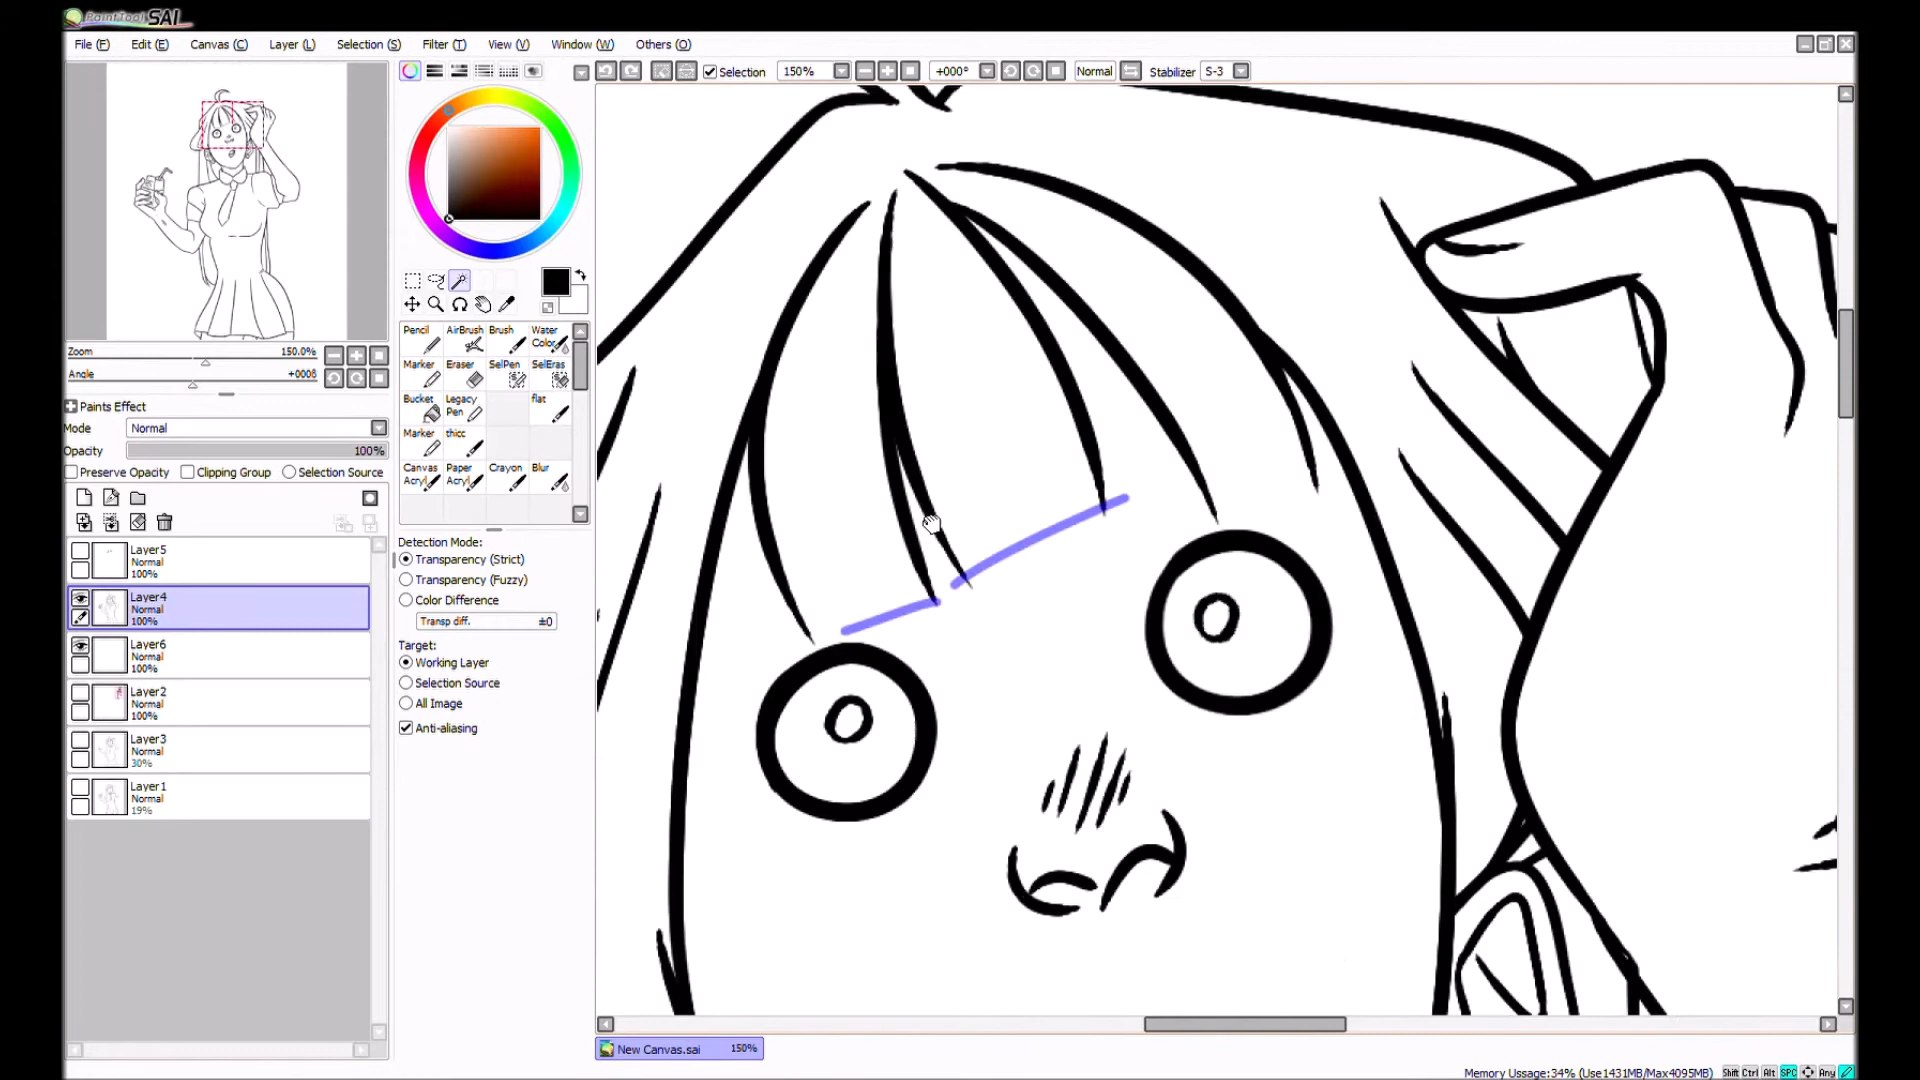 PaintTool SAI
File (F) Edit (E) Canvas (C) Layer (L) Selection (S) Filter (T) View (V) Window (W) Others (O)
Selection 150% +000° Normal Stabilizer S-3
Zoom 150.0%
Angle +000ß
Paints Effect
Mode Normal
Opacity 100%
Preserve Opacity Clipping Group Selection Source
Layer5
Normal
100%
Layer4
Normal
100%
Layer6
Normal
100%
Layer2
Normal
100%
Layer3
Normal
30%
Layer1
Normal
19%
Pencil AirBrush Brush Water Color
Marker Eraser SelPen SelEras
Bucket Legacy Pen flat
Marker thicc
Canvas Acryl Paper Acryl Crayon Blur
Detection Mode:
Transparency (Strict)
Transparency (Fuzzy)
Color Difference
Transp diff. ±0
Target:
Working Layer
Selection Source
All Image
Anti-aliasing
New Canvas.sai 150%
Memory Ussage:34% (Use1431MB/Max4095MB) Shift Ctrl Alt SPC Any